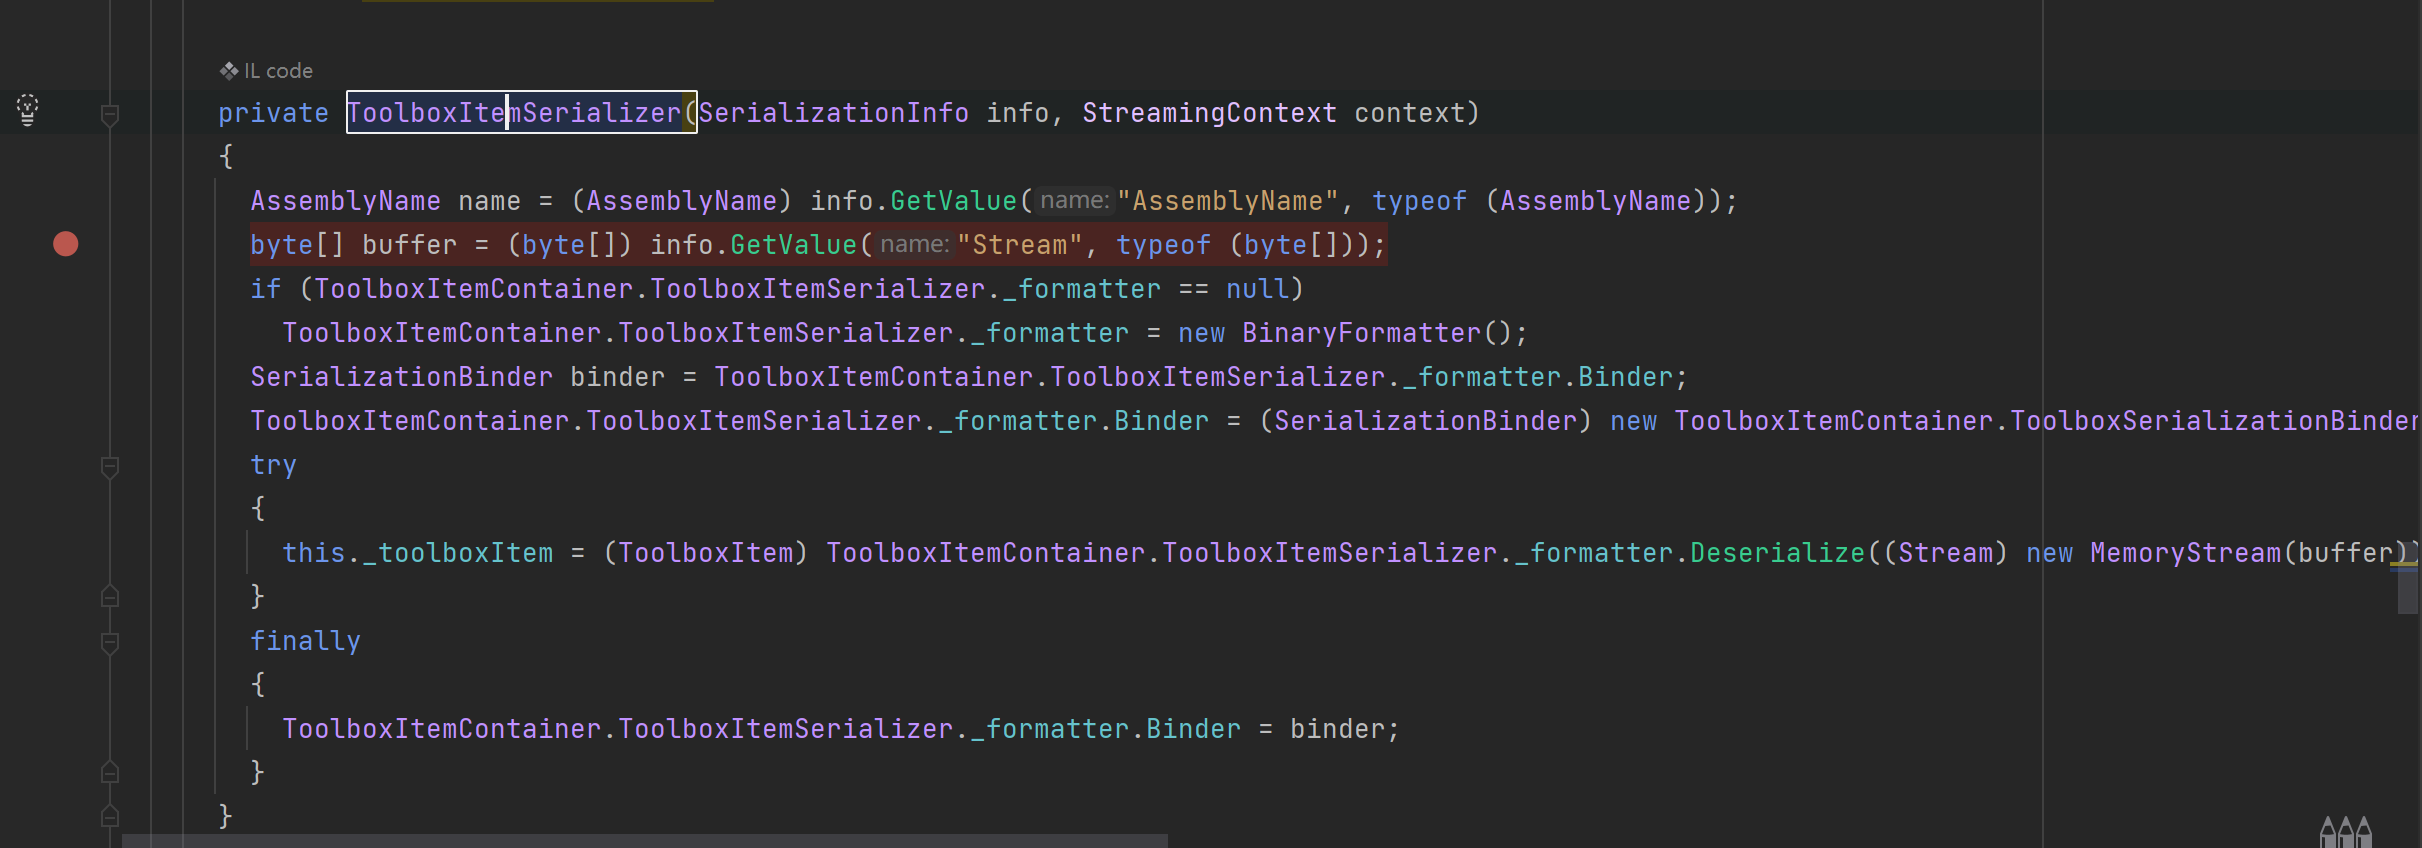 IL code
private ToolboxItemSerializer(SerializationInfo info, StreamingContext context)
{
AssemblyName name = (AssemblyName) info.GetValue( name: "AssemblyName", typeof (AssemblyName));
byte[] buffer = (byte[]) info.GetValue( name: "Stream", typeof (byte[]));
if (ToolboxItemContainer.ToolboxItemSerializer._formatter == null)
ToolboxItemContainer.ToolboxItemSerializer._formatter = new BinaryFormatter();
SerializationBinder binder = ToolboxItemContainer.ToolboxItemSerializer._formatter.Binder;
ToolboxItemContainer.ToolboxItemSerializer._formatter.Binder = (SerializationBinder) new ToolboxItemContainer.ToolboxSerializationBinder
try
{
this._toolboxItem = (ToolboxItem) ToolboxItemContainer.ToolboxItemSerializer._formatter.Deserialize((Stream) new MemoryStream(buffer))
}
finally
{
ToolboxItemContainer.ToolboxItemSerializer._formatter.Binder = binder;
}
}